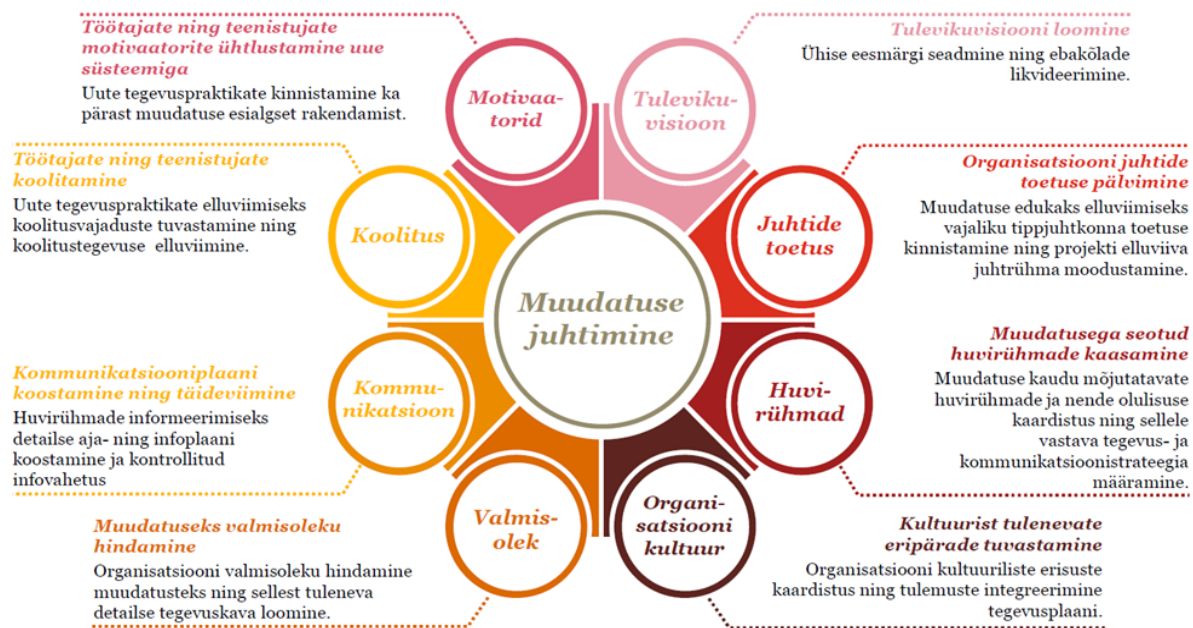 Töötajate ning teenistujate
motivaatorite ühtlustamine uue
süsteemiga
Uute tegevuspraktikate kinnistamine ka
pärast muudatuse esialgset rakendamist.
Motivaa-
torid
Tuleviku-
visioon
Tulevikuvisiooni loomine
Ühise eesmärgi seadmine ning ebakõlade
likvideerimine.
Töötajate ning teenistujate
koolitamine
Uute tegevuspraktikate elluviimiseks
koolitusvajaduste tuvastamine ning
koolitustegevuse elluviimine.
Koolitus
Juhtide
toetus
Organisatsiooni juhtide
toetuse pälvimine
Muudatuse edukaks elluviimiseks
vajaliku tippjuhtkonna toetuse
kinnistamine ning projekti elluviiva
juhtrühma moodustamine.
Muudatuse
juhtimine
Kommunikatsiooniplaani
koostamine ning täideviimine
Huvirühmade informeerimiseks
detailse aja- ning infoplaani
koostamine ja kontrollitud
infovahetus
Kommu-
nikatsioon
Huvi-
rühmad
Muudatusega seotud
huvirühmade kaasamine
Muudatuse kaudu mõjutatavate
huvirühmade ja nende olulisuse
kaardistus ning sellele
vastava tegevus- ja
kommunikatsioonistrateegia
määramine.
Muudatuseks valmisoleku
hindamine
Organisatsiooni valmisoleku hindamine
muudatusteks ning sellest tuleneva
detailse tegevuskava loomine.
Valmis-
olek
Organi-
satsiooni
kultuur
Kultuurist tulenevate
eripärade tuvastamine
Organisatsiooni kultuuriliste erisuste
kaardistus ning tulemuste integreerimine
tegevusplaani.